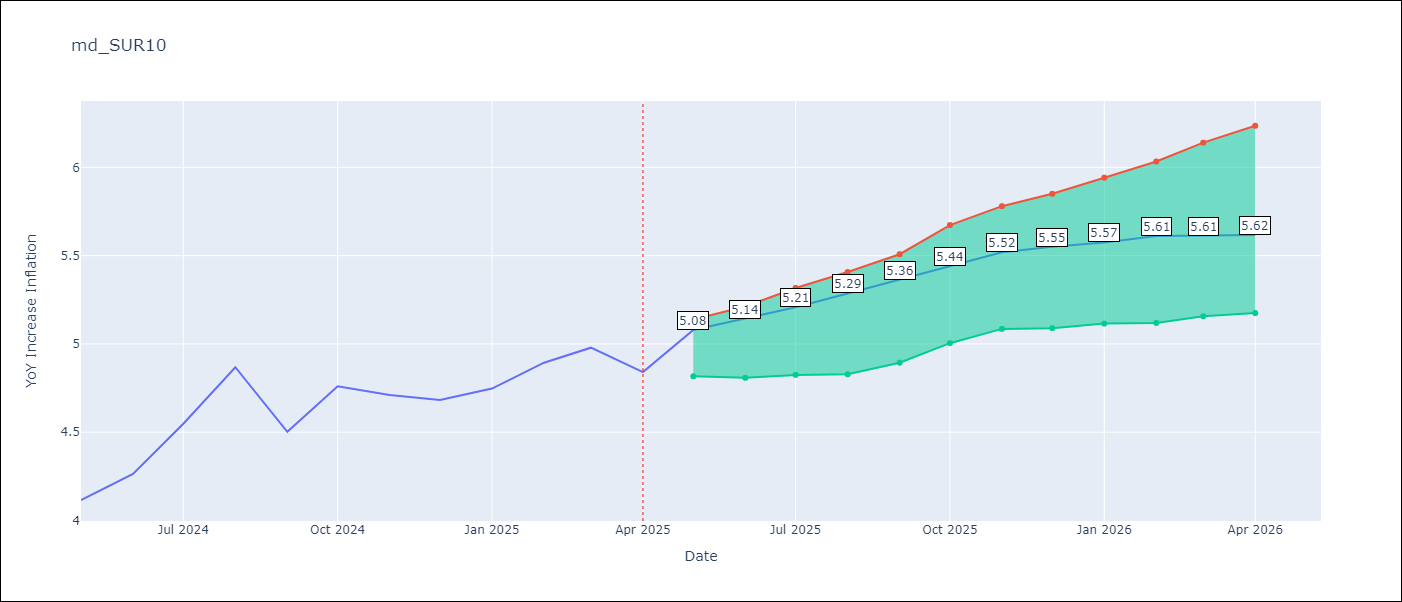 md_SUR10
YoY Increase Inflation
6
5.5
5
4.5
4
5.08
5.14
5.21
5.29
5.36
5.44
5.52
5.55
5.57
5.61
5.61
5.62
Jul 2024
Oct 2024
Jan 2025
Apr 2025
Jul 2025
Oct 2025
Jan 2026
Apr 2026
Date